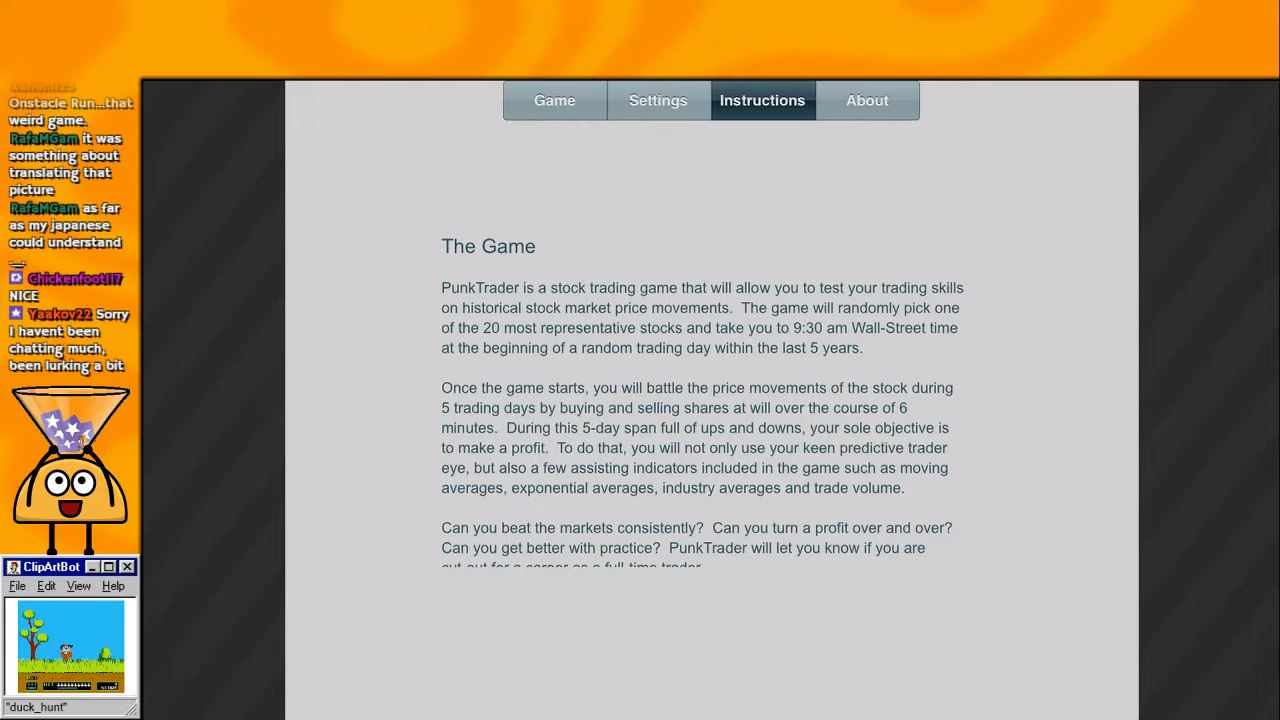 Onstacle Run...that
weird game.
RafaMGam it was
something about
translating that
picture
RafaMGam as far
as my japanese
could understand
._.
Chickenfoot117
NICE
Yaakov22 Sorry
I havent been
chatting much,
been lurking a bit
ClipArtBot
File Edit View Help
"duck_hunt"
Game Settings Instructions About
The Game
PunkTrader is a stock trading game that will allow you to test your trading skills
on historical stock market price movements.  The game will randomly pick one
of the 20 most representative stocks and take you to 9:30 am Wall-Street time
at the beginning of a random trading day within the last 5 years.
Once the game starts, you will battle the price movements of the stock during
5 trading days by buying and selling shares at will over the course of 6
minutes.  During this 5-day span full of ups and downs, your sole objective is
to make a profit.  To do that, you will not only use your keen predictive trader
eye, but also a few assisting indicators included in the game such as moving
averages, exponential averages, industry averages and trade volume.
Can you beat the markets consistently?  Can you turn a profit over and over?
Can you get better with practice?  PunkTrader will let you know if you are
cut-out for a career as a full-time trader.